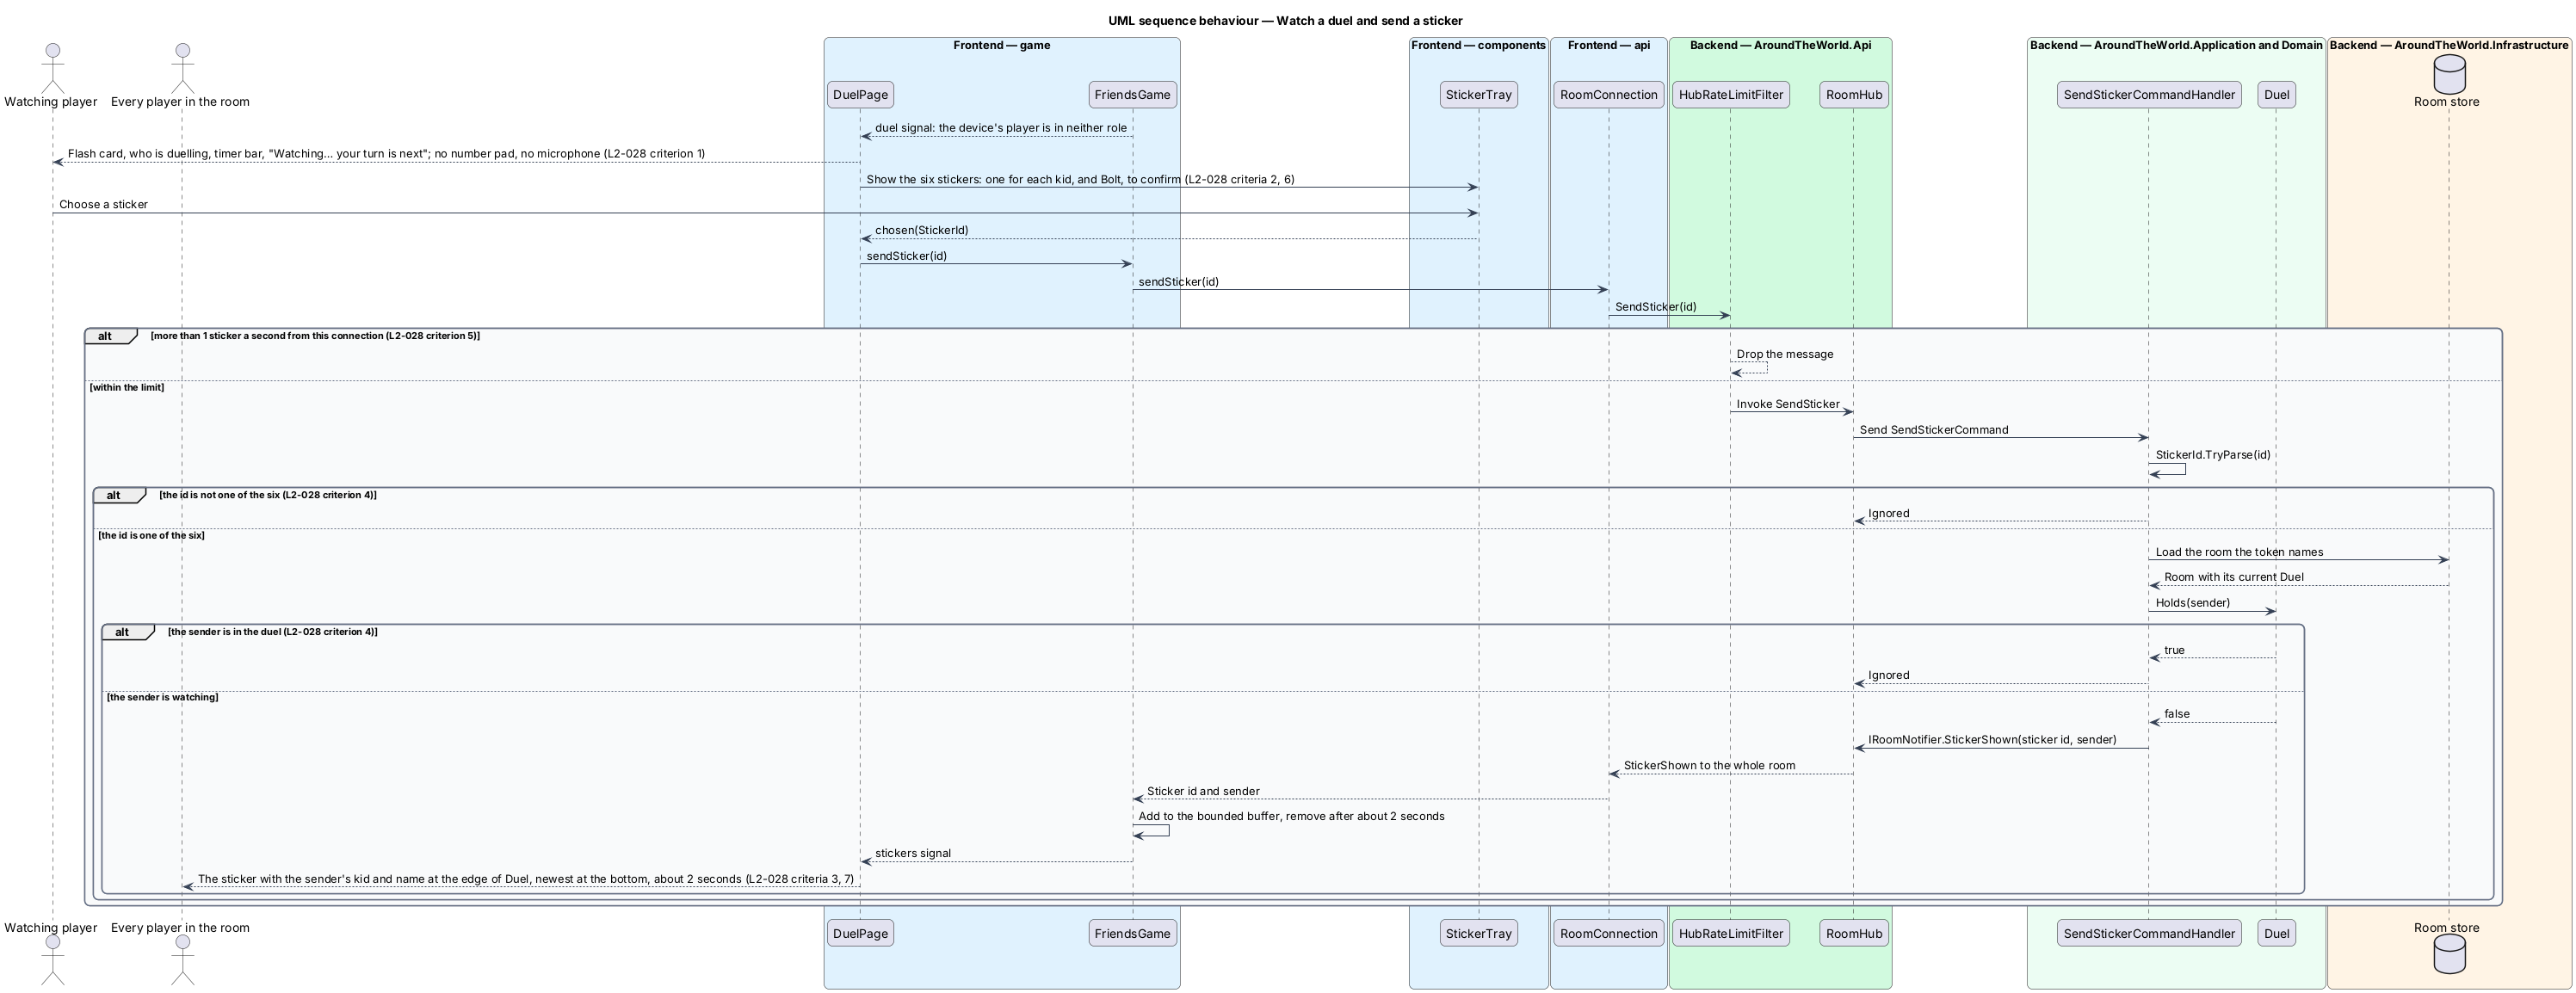 UML sequence behaviour — Watch a duel and send a sticker
Frontend — game
Frontend — components
Frontend — api
Backend — AroundTheWorld.Api
Backend — AroundTheWorld.Application and Domain
Backend — AroundTheWorld.Infrastructure
Watching player
Every player in the room
DuelPage
FriendsGame
StickerTray
RoomConnection
HubRateLimitFilter
RoomHub
SendStickerCommandHandler
Duel
Room store
duel signal: the device's player is in neither role
Flash card, who is duelling, timer bar, "Watching... your turn is next"; no number pad, no microphone (L2-028 criterion 1)
Show the six stickers: one for each kid, and Bolt, to confirm (L2-028 criteria 2, 6)
Choose a sticker
chosen(StickerId)
sendSticker(id)
sendSticker(id)
SendSticker(id)
alt
[more than 1 sticker a second from this connection (L2-028 criterion 5)]
Drop the message
[within the limit]
Invoke SendSticker
Send SendStickerCommand
StickerId.TryParse(id)
alt
[the id is not one of the six (L2-028 criterion 4)]
Ignored
[the id is one of the six]
Load the room the token names
Room with its current Duel
Holds(sender)
alt
[the sender is in the duel (L2-028 criterion 4)]
true
Ignored
[the sender is watching]
false
IRoomNotifier.StickerShown(sticker id, sender)
StickerShown to the whole room
Sticker id and sender
Add to the bounded buffer, remove after about 2 seconds
stickers signal
The sticker with the sender's kid and name at the edge of Duel, newest at the bottom, about 2 seconds (L2-028 criteria 3, 7)
Watching player
Every player in the room
DuelPage
FriendsGame
StickerTray
RoomConnection
HubRateLimitFilter
RoomHub
SendStickerCommandHandler
Duel
Room store